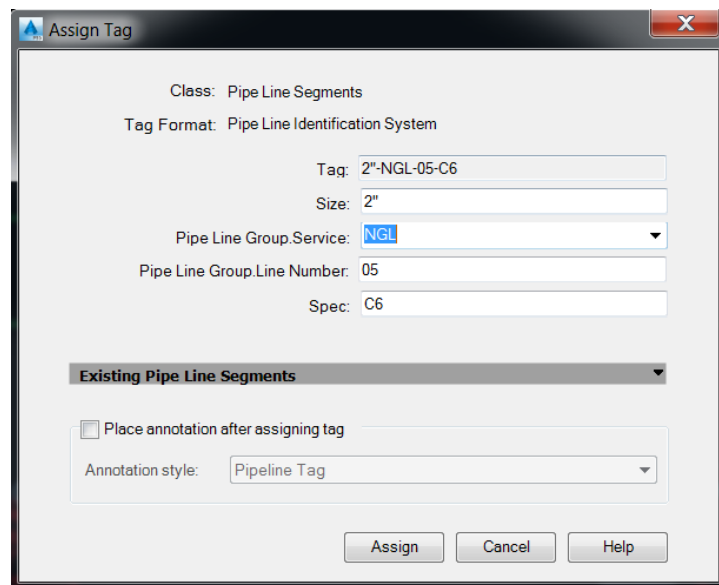 Assign Tag
Class: Pipe Line Segments
Tag Format: Pipe Line Identification System
Tag: 2"-NGL-05-C6
Size: 2"
Pipe Line Group.Service: NGL
Pipe Line Group.Line Number: 05
Spec: C6
Existing Pipe Line Segments
Place annotation after assigning tag
Annotation style: Pipeline Tag
Assign Cancel Help